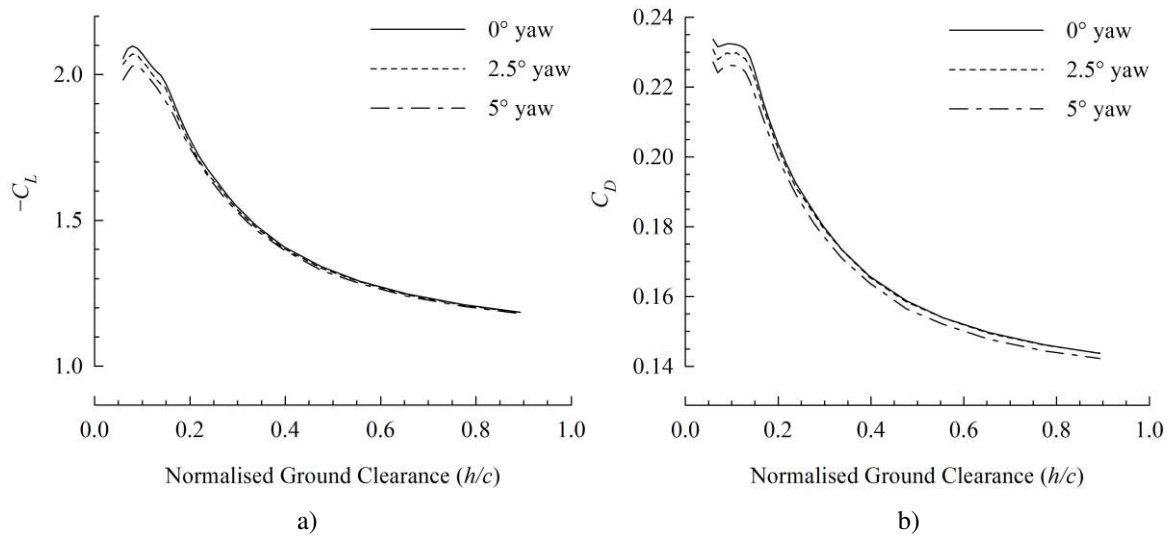 0° yaw
2.5° yaw
5° yaw
2.0
1.5
1.0
−C_L
0.0 0.2 0.4 0.6 0.8 1.0
Normalised Ground Clearance (h/c)
a)
0° yaw
2.5° yaw
5° yaw
0.24
0.22
0.20
0.18
0.16
0.14
C_D
0.0 0.2 0.4 0.6 0.8 1.0
Normalised Ground Clearance (h/c)
b)